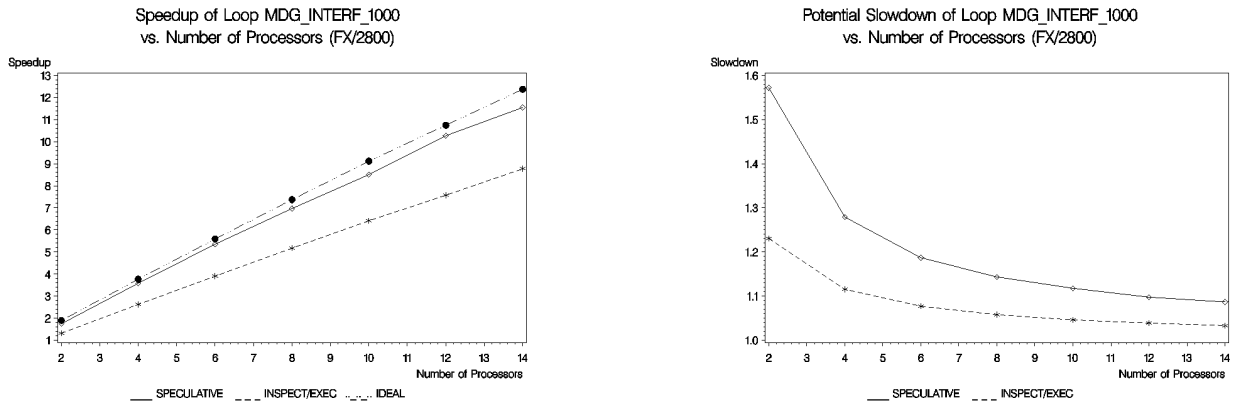 Speedup of Loop MDG_INTERF_1000
vs. Number of Processors (FX/2800)
Speedup
13
12
11
10
9
8
7
6
5
4
3
2
1
2 3 4 5 6 7 8 9 10 11 12 13 14
Number of Processors
SPECULATIVE INSPECT/EXEC IDEAL
Potential Slowdown of Loop MDG_INTERF_1000
vs. Number of Processors (FX/2800)
Slowdown
1.6
1.5
1.4
1.3
1.2
1.1
1.0
2 3 4 5 6 7 8 9 10 11 12 13 14
Number of Processors
SPECULATIVE INSPECT/EXEC